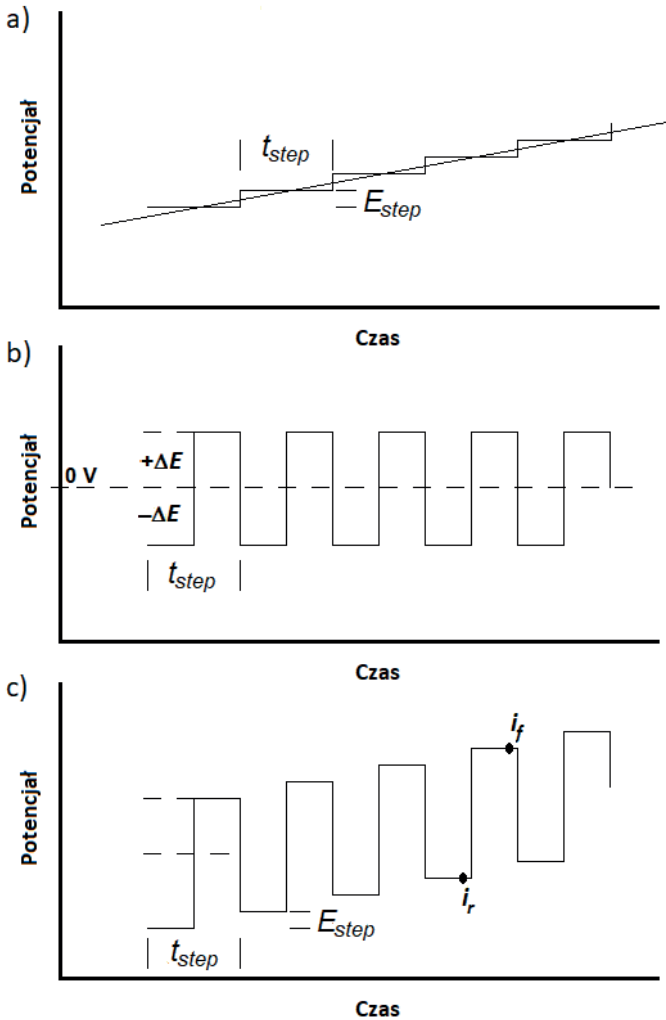 a)
Potencjał
t_step
E_step
Czas
b)
Potencjał
0 V
+ΔE
−ΔE
t_step
Czas
c)
Potencjał
i_f
i_r
E_step
t_step
Czas